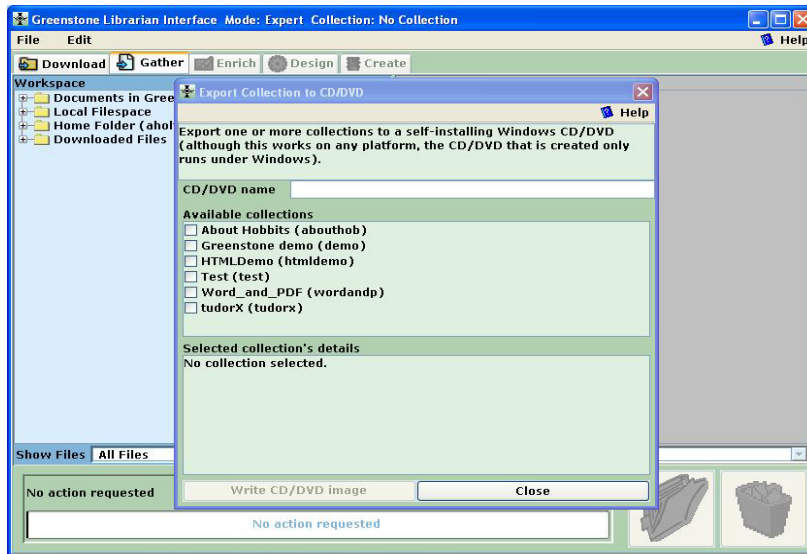 Greenstone Librarian Interface  Mode: Expert  Collection: No Collection
File Edit Help
Download Gather Enrich Design Create
Workspace
Documents in Gree
Local Filespace
Home Folder (ahol
Downloaded Files
Export Collection to CD/DVD
Help
Export one or more collections to a self-installing Windows CD/DVD
(although this works on any platform, the CD/DVD that is created only
runs under Windows).
CD/DVD name
Available collections
About Hobbits (abouthob)
Greenstone demo (demo)
HTMLDemo (htmldemo)
Test (test)
Word_and_PDF (wordandp)
tudorX (tudorx)
Selected collection's details
No collection selected.
Write CD/DVD image Close
Show Files All Files
No action requested
No action requested